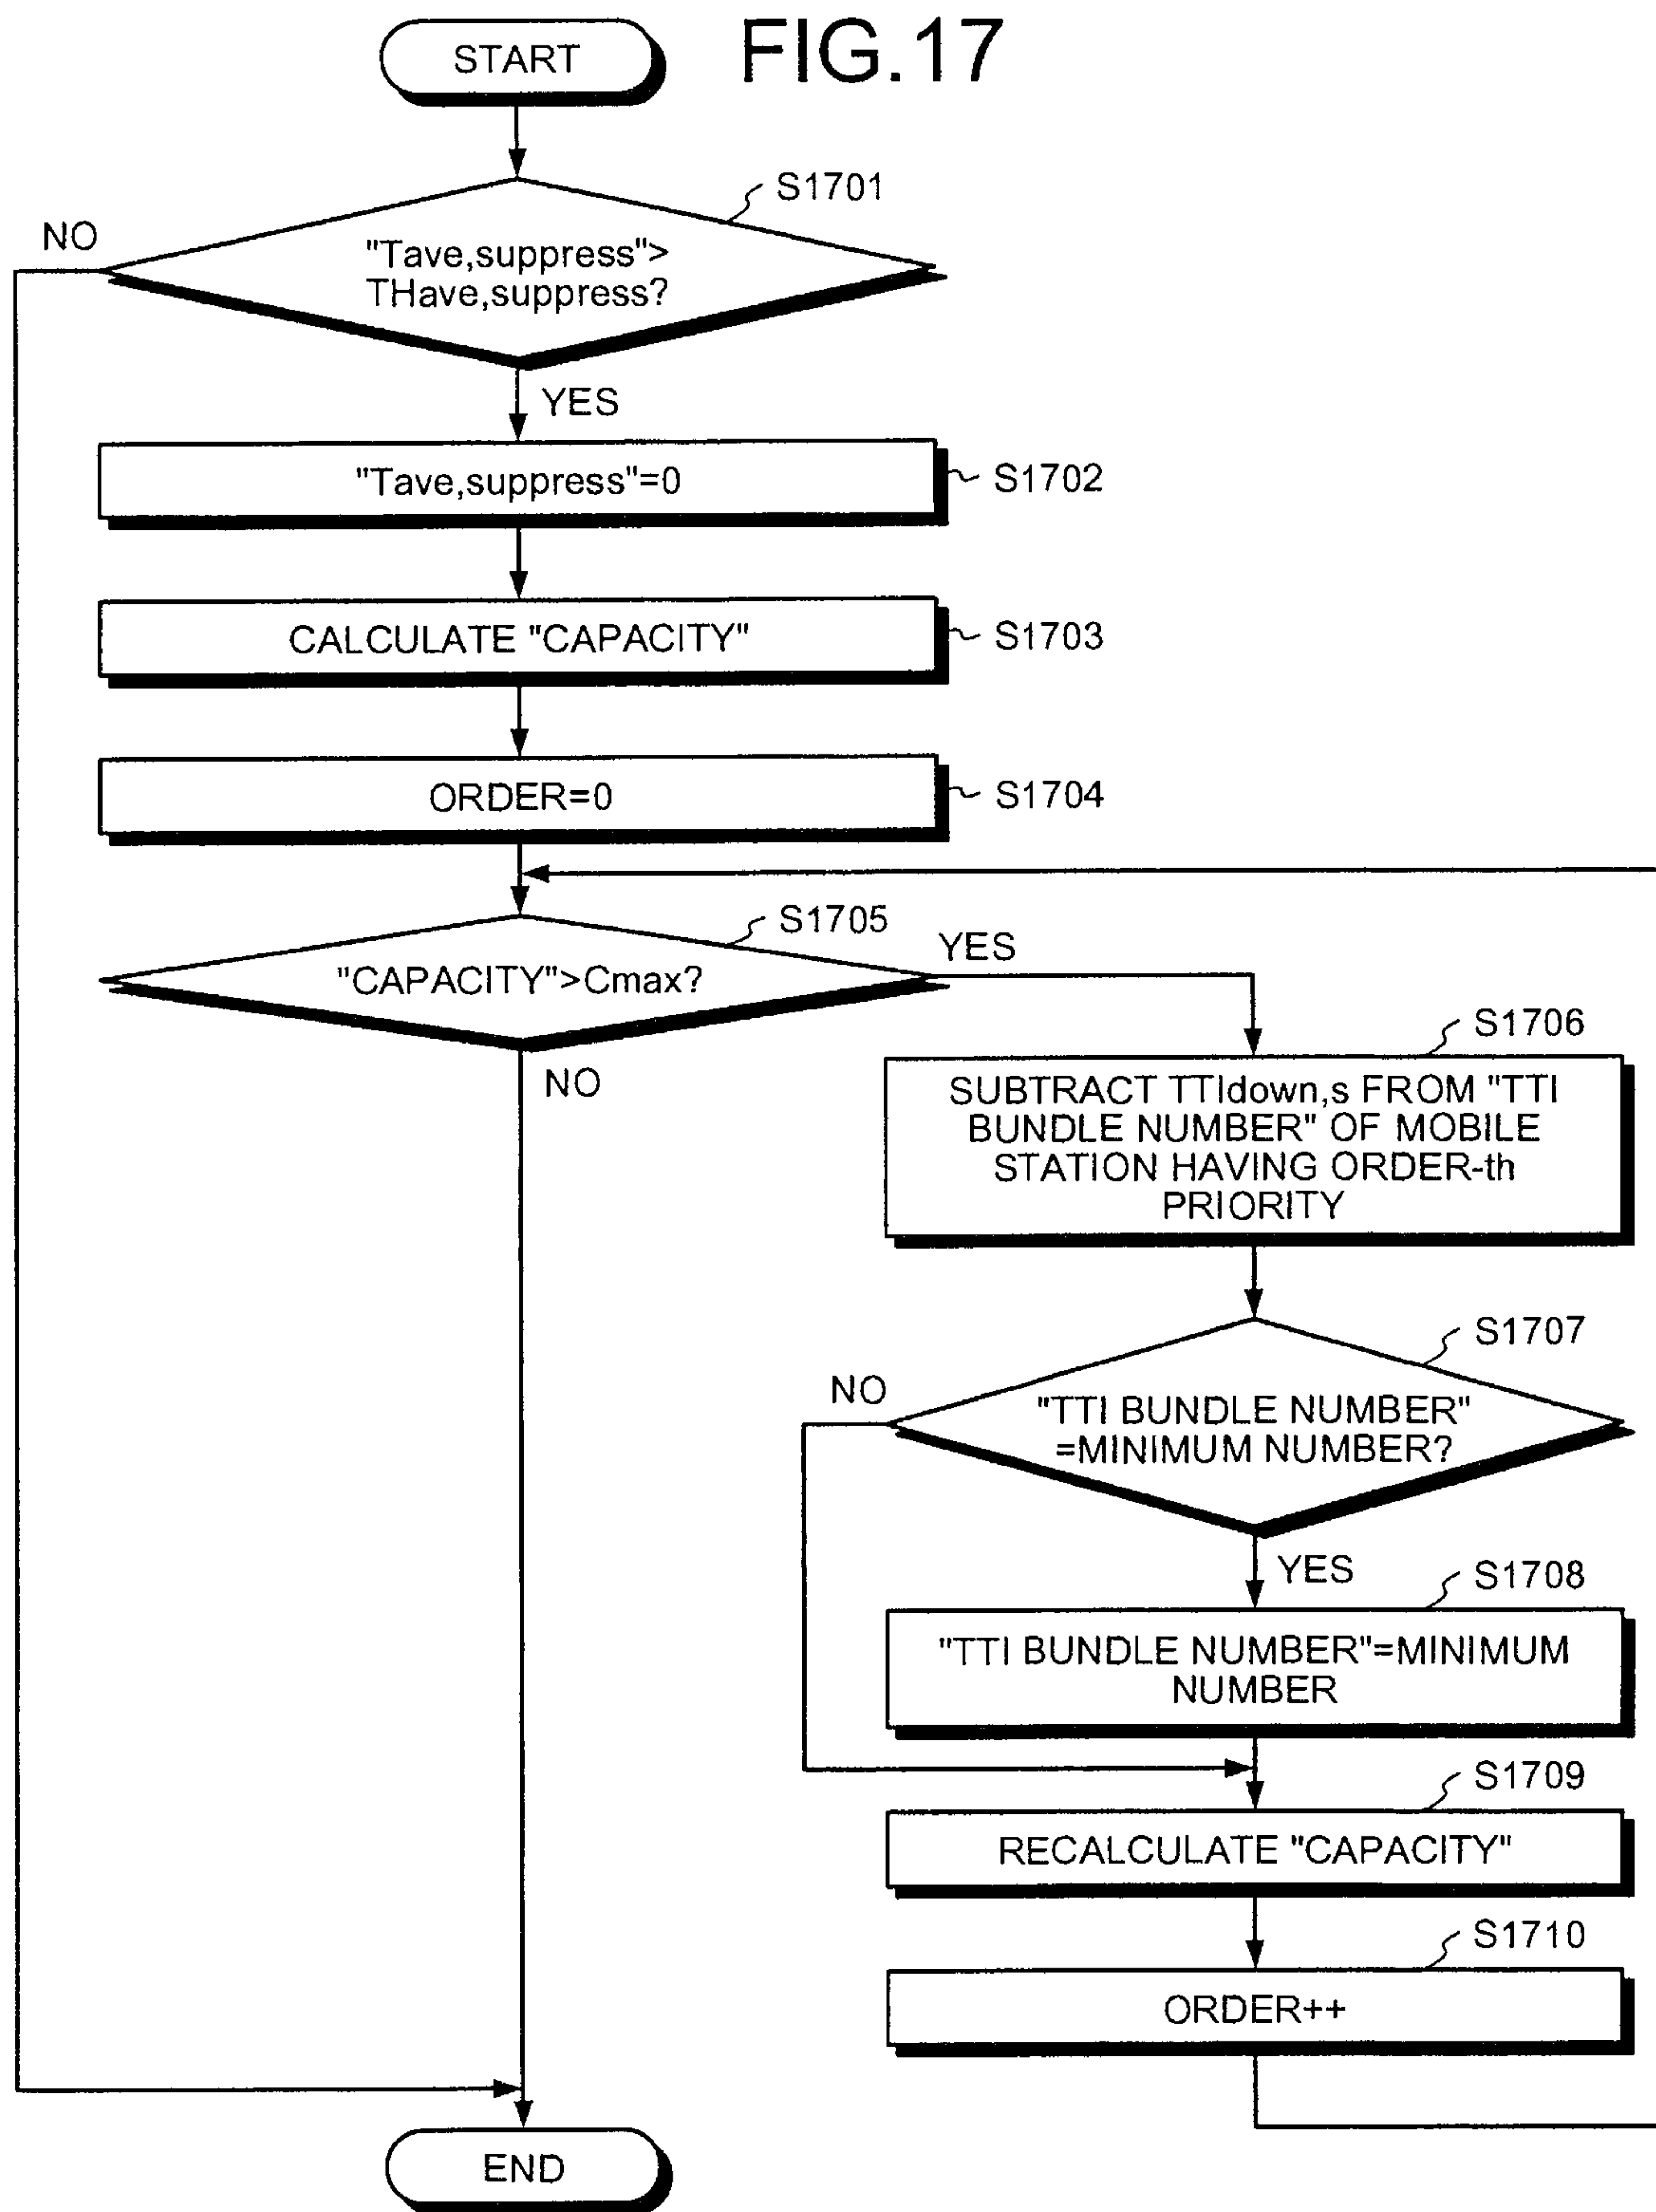 FIG.17
START
S1701
NO
"Tave,suppress">
THave,suppress?
YES
"Tave,suppress"=0
S1702
CALCULATE "CAPACITY"
S1703
ORDER=0
S1704
S1705
"CAPACITY">Cmax?
YES
NO
S1706
SUBTRACT TTIdown,s FROM "TTI
BUNDLE NUMBER" OF MOBILE
STATION HAVING ORDER-th
PRIORITY
S1707
NO
"TTI BUNDLE NUMBER"
=MINIMUM NUMBER?
YES
S1708
"TTI BUNDLE NUMBER"=MINIMUM
NUMBER
S1709
RECALCULATE "CAPACITY"
S1710
ORDER++
END